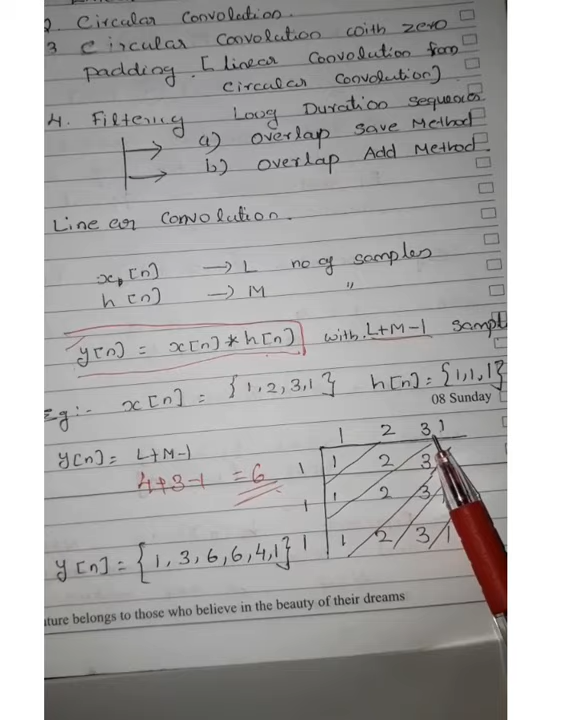 2. Circular Convolution.
3 Circular Convolution with zero
padding. [linear Convolution from
Circular Convolution]
4. Filtering Long Duration Sequences
a) overlap Save Method
b) overlap Add Method.
Linear Convolution.
x[n] → L no of samples
h[n] → M "
y[n] = x[n] * h[n] with L+M-1 sampl
Eg:- x[n] = {1,2,3,1} h[n] = {1,1,1}
08 Sunday
y[n] = L+M-1
4+3-1 = 6
1 2 3 1
1 1 2 3
1 1 2 3
1 1 2 3 1
y[n] = {1, 3, 6, 6, 4, 1}
ture belongs to those who believe in the beauty of their dreams